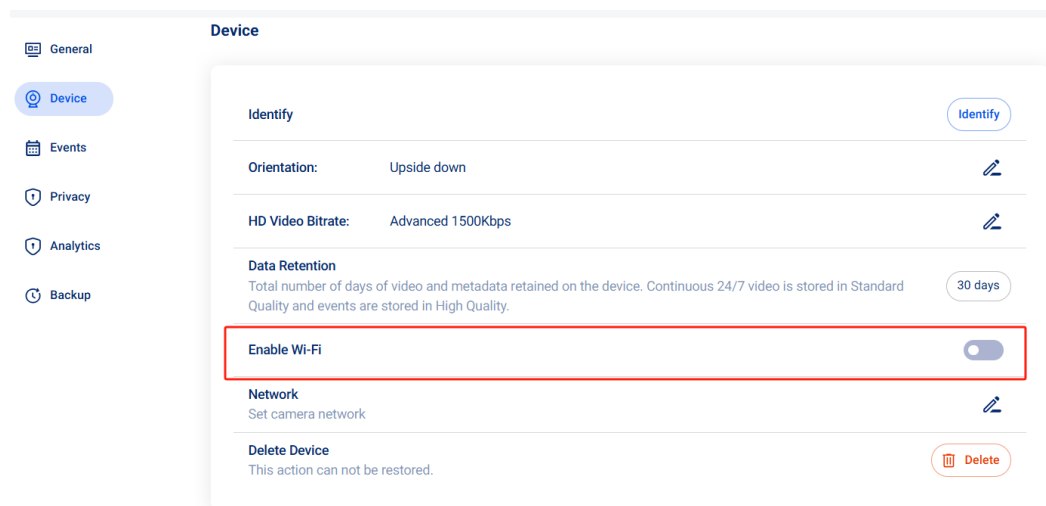 Device
General
Device
Events
Privacy
Analytics
Backup
Identify
Identify
Orientation: Upside down
HD Video Bitrate: Advanced 1500Kbps
Data Retention
Total number of days of video and metadata retained on the device. Continuous 24/7 video is stored in Standard
Quality and events are stored in High Quality.
30 days
Enable Wi-Fi
Network
Set camera network
Delete Device
This action can not be restored.
Delete